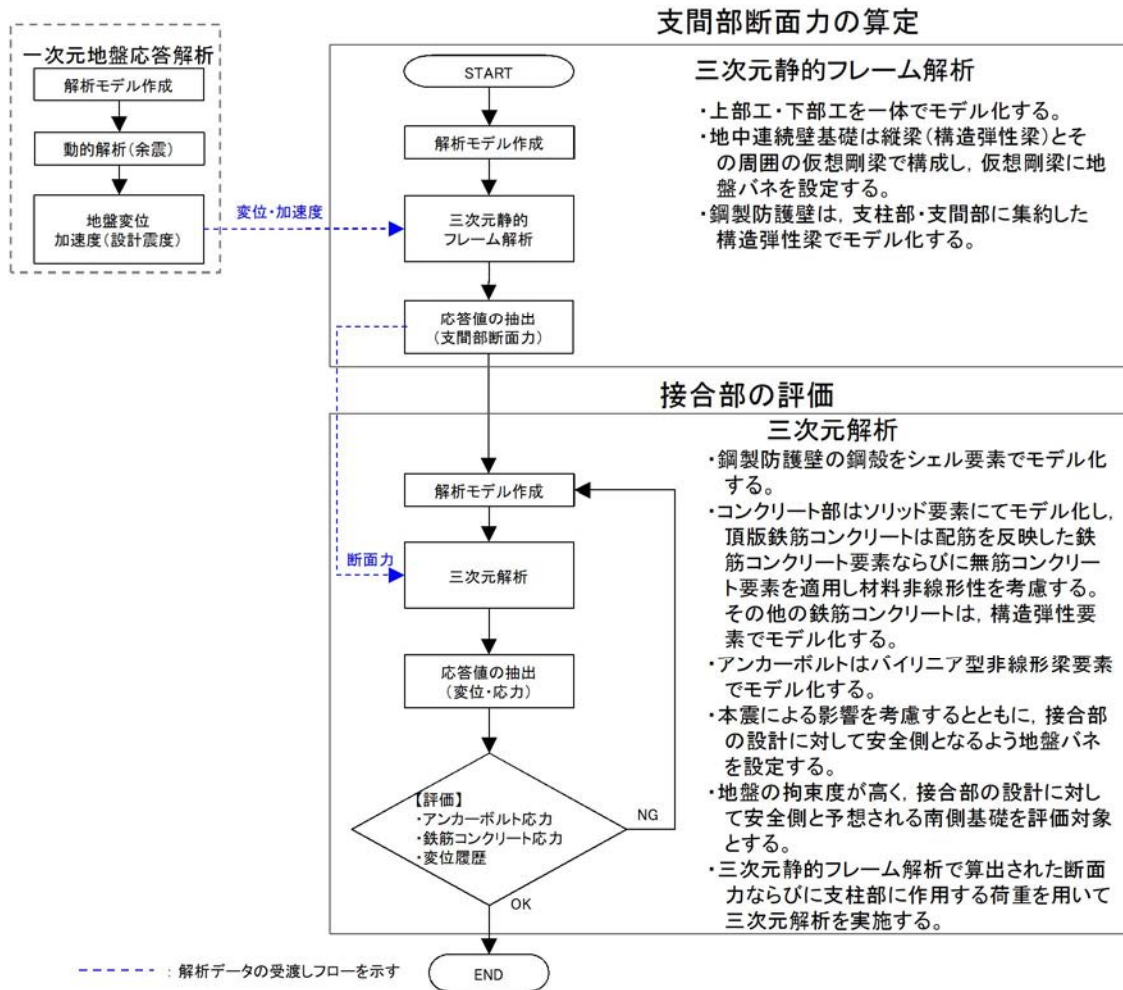 支間部断面力の算定
一次元地盤応答解析
解析モデル作成
動的解析(余震)
地盤変位
加速度(設計震度)
変位・加速度
START
解析モデル作成
三次元静的
フレーム解析
応答値の抽出
(支間部断面力)
三次元静的フレーム解析
・上部工・下部工を一体でモデル化する。
・地中連続壁基礎は縦梁(構造弾性梁)とそ
の周囲の仮想剛梁で構成し,仮想剛梁に地
盤バネを設定する。
・鋼製防護壁は,支柱部・支間部に集約した
構造弾性梁でモデル化する。
接合部の評価
断面力
解析モデル作成
三次元解析
応答値の抽出
(変位・応力)
【評価】
・アンカーボルト応力
・鉄筋コンクリート応力
・変位履歴
NG
OK
END
三次元解析
・鋼製防護壁の鋼殻をシェル要素でモデル化
する。
・コンクリート部はソリッド要素にてモデル化し,
頂版鉄筋コンクリートは配筋を反映した鉄
筋コンクリート要素ならびに無筋コンクリー
ト要素を適用し材料非線形性を考慮する。
その他の鉄筋コンクリートは,構造弾性要
素でモデル化する。
・アンカーボルトはバイリニア型非線形梁要素
でモデル化する。
・本震による影響を考慮するとともに,接合部
の設計に対して安全側となるよう地盤バネ
を設定する。
・地盤の拘束度が高く,接合部の設計に対し
て安全側と予想される南側基礎を評価対象
とする。
・三次元静的フレーム解析で算出された断面
力ならびに支柱部に作用する荷重を用いて
三次元解析を実施する。
:解析データの受渡しフローを示す